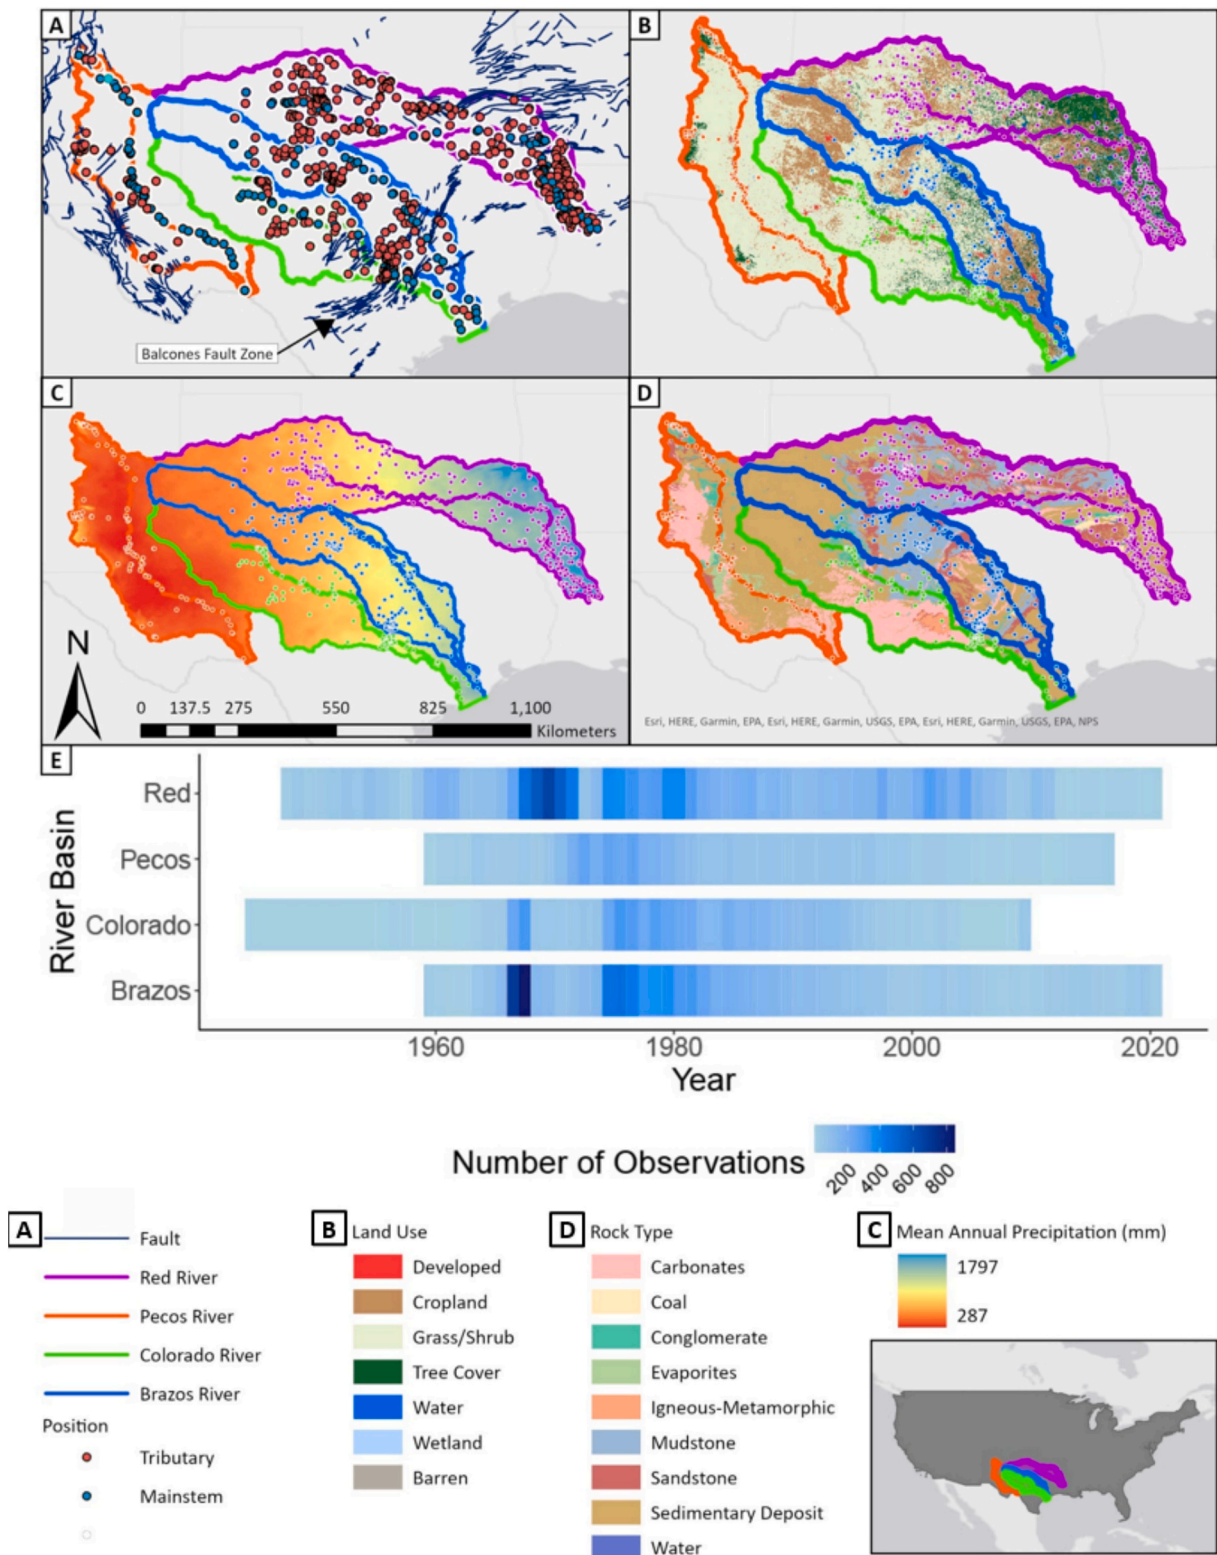 A
B
Balcones Fault Zone
C
D
N
0 137.5 275 550 825 1,100
Kilometers
Esri, HERE, Garmin, EPA, Esri, HERE, Garmin, USGS, EPA, Esri, HERE, Garmin, USGS, EPA, NPS
E
River Basin
Red
Pecos
Colorado
Brazos
1960 1980 2000 2020
Year
Number of Observations
200 400 600 800
A
Fault
Red River
Pecos River
Colorado River
Brazos River
Position
Tributary
Mainstem
B Land Use
Developed
Cropland
Grass/Shrub
Tree Cover
Water
Wetland
Barren
D Rock Type
Carbonates
Coal
Conglomerate
Evaporites
Igneous-Metamorphic
Mudstone
Sandstone
Sedimentary Deposit
Water
C Mean Annual Precipitation (mm)
1797
287